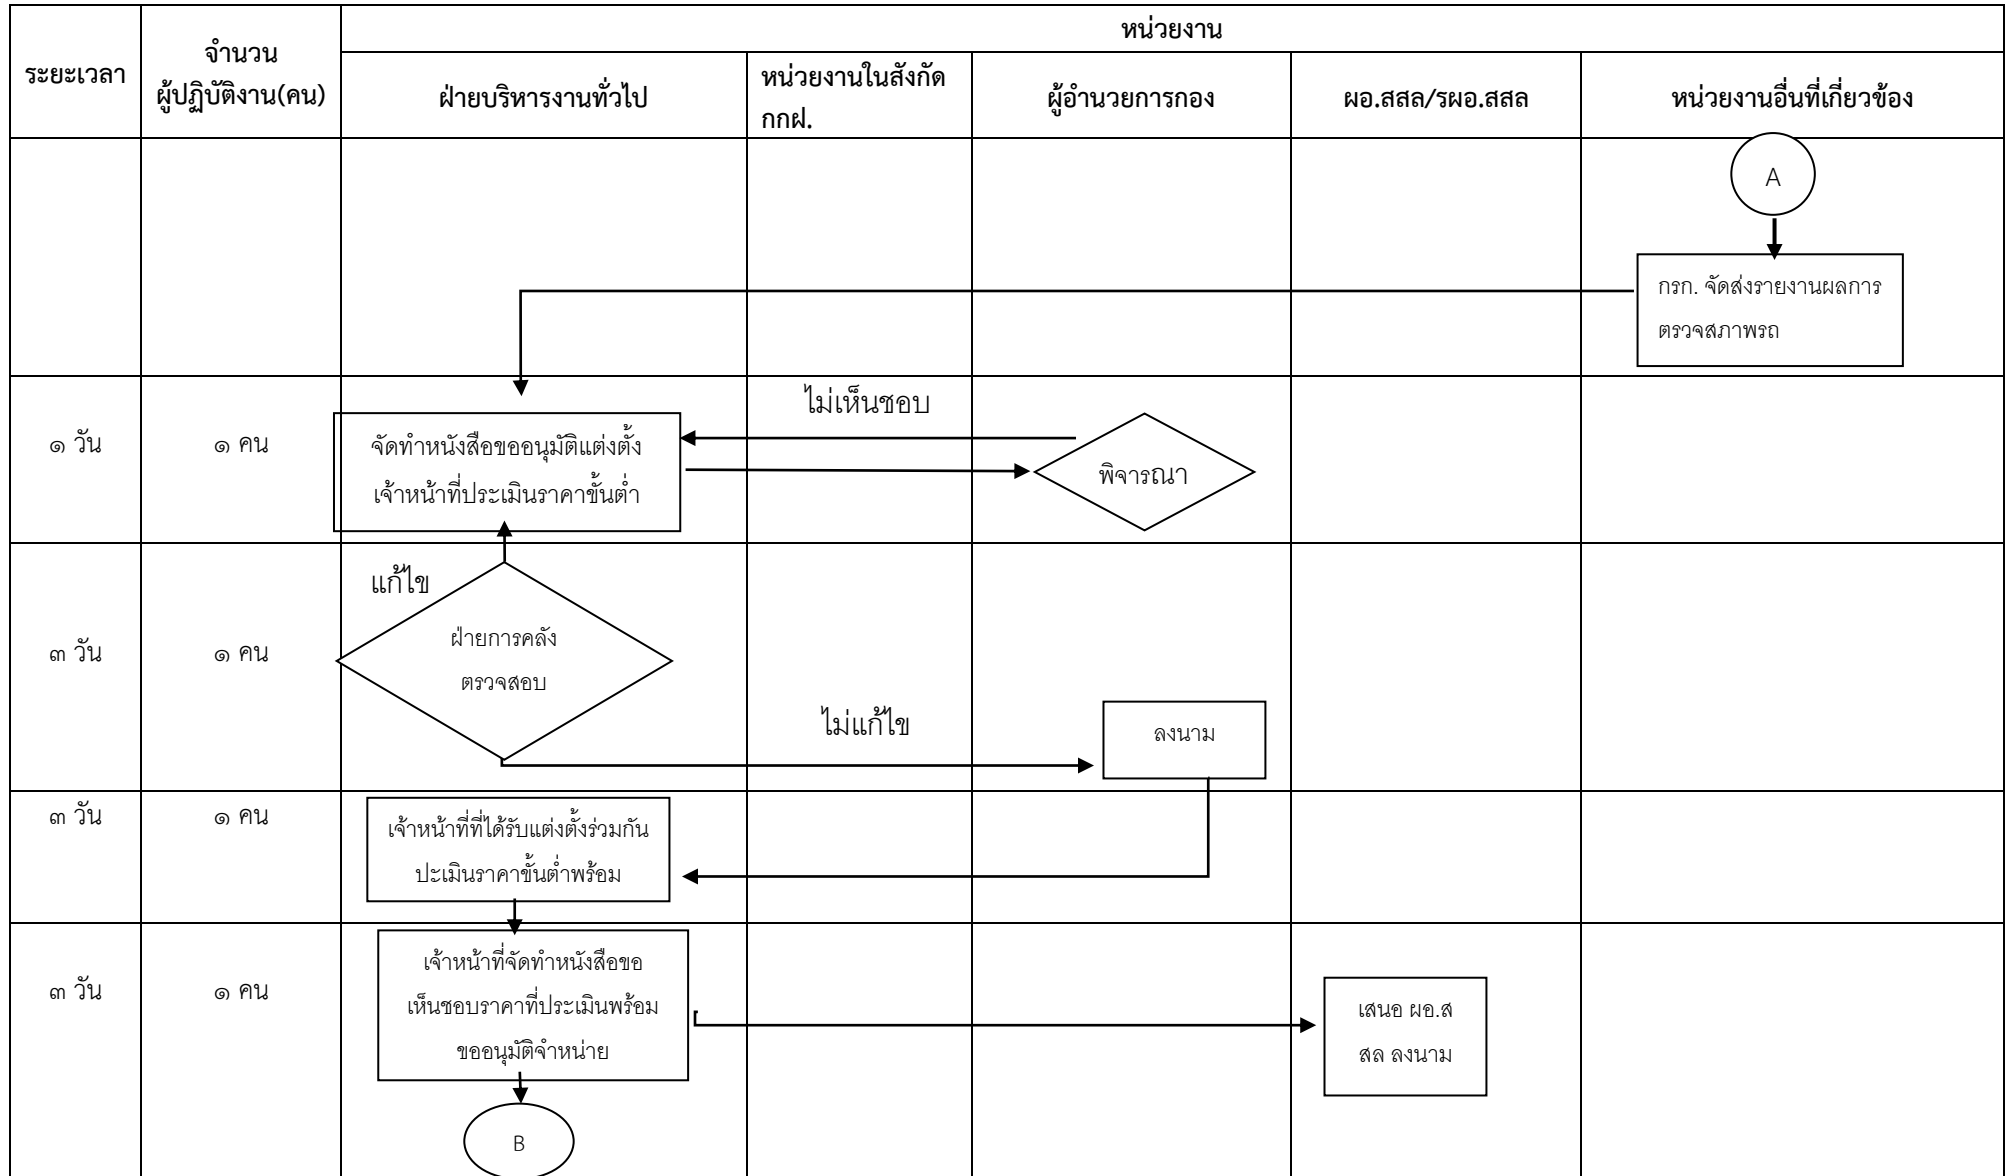 หน่วยงาน
ระยะเวลา
จำนวน
ผู้ปฏิบัติงาน(คน)
ฝ่ายบริหารงานทั่วไป
หน่วยงานในสังกัด
กกฝ.
ผู้อำนวยการกอง
ผอ.สสล/รผอ.สสล
หน่วยงานอื่นที่เกี่ยวข้อง
A
กรก. จัดส่งรายงานผลการ
ตรวจสภาพรถ
๑ วัน
๑ คน
จัดทำหนังสือขออนุมัติแต่งตั้ง
เจ้าหน้าที่ประเมินราคาขั้นต่ำ
ไม่เห็นชอบ
พิจารณา
แก้ไข
๓ วัน
๑ คน
ฝ่ายการคลัง
ตรวจสอบ
ไม่แก้ไข
ลงนาม
๓ วัน
๑ คน
เจ้าหน้าที่ที่ได้รับแต่งตั้งร่วมกัน
ปะเมินราคาขั้นต่ำพร้อม
๓ วัน
๑ คน
เจ้าหน้าที่จัดทำหนังสือขอ
เห็นชอบราคาที่ประเมินพร้อม
ขออนุมัติจำหน่าย
เสนอ ผอ.ส
สล ลงนาม
B